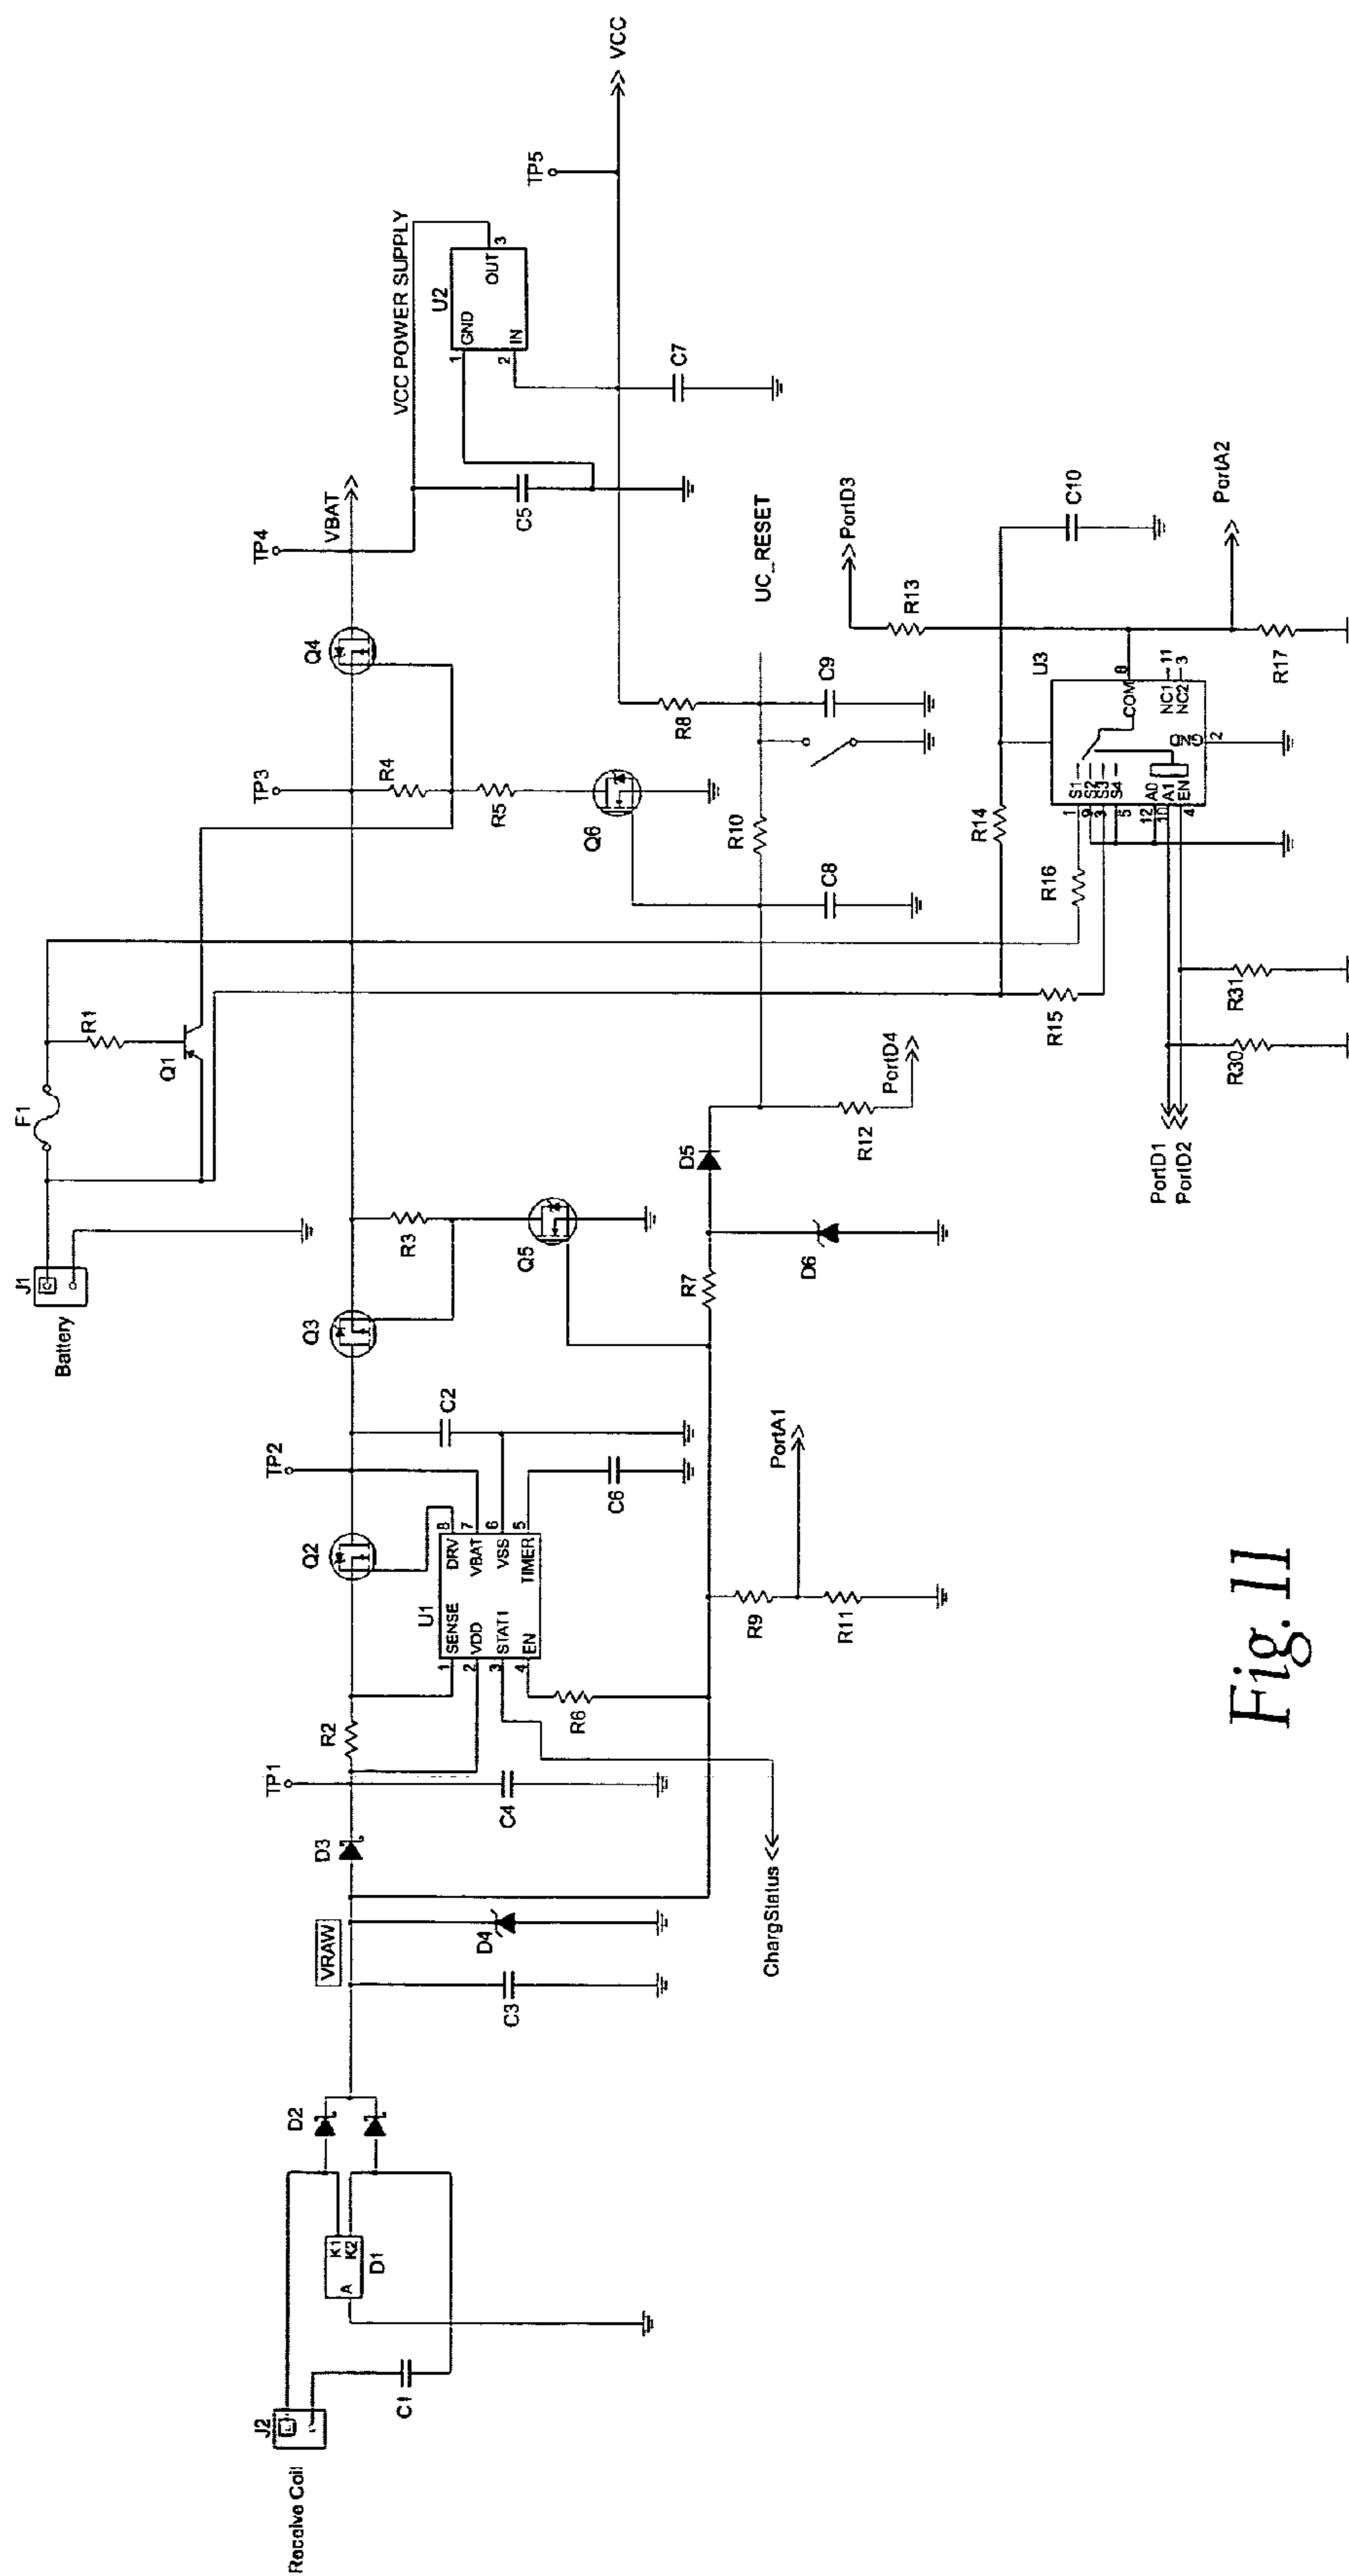 Receive Coil
J2
C1
A
K1
K2
D1
D2
VRAW
C3
D4
D3
TP1
C4
R2
ChargStatus
R6
1
2
3
4
SENSE
VDD
STAT1
EN
U1
DRV
VBAT
VSS
TIMER
8
7
6
5
Q2
TP2
C2
C6
R9
R11
PortA1
Battery
J1
F1
R1
Q1
Q3
R3
Q5
R7
D6
D5
R12
PortD4
TP3
R4
R5
Q6
R10
C8
Q4
TP4
VBAT
R8
C9
UC_RESET
VCC POWER SUPPLY
C5
U2
1
GND
2
IN
OUT
3
C7
TP5
VCC
PortD1
PortD2
R30
R31
R15
R16
R14
1
9
3
5
12
10
4
S1
S2
S3
S4
A0
A1
EN
U3
COM
8
NC1
11
NC2
3
GND
2
R13
PortD3
R17
PortA2
C10
Fig. 11